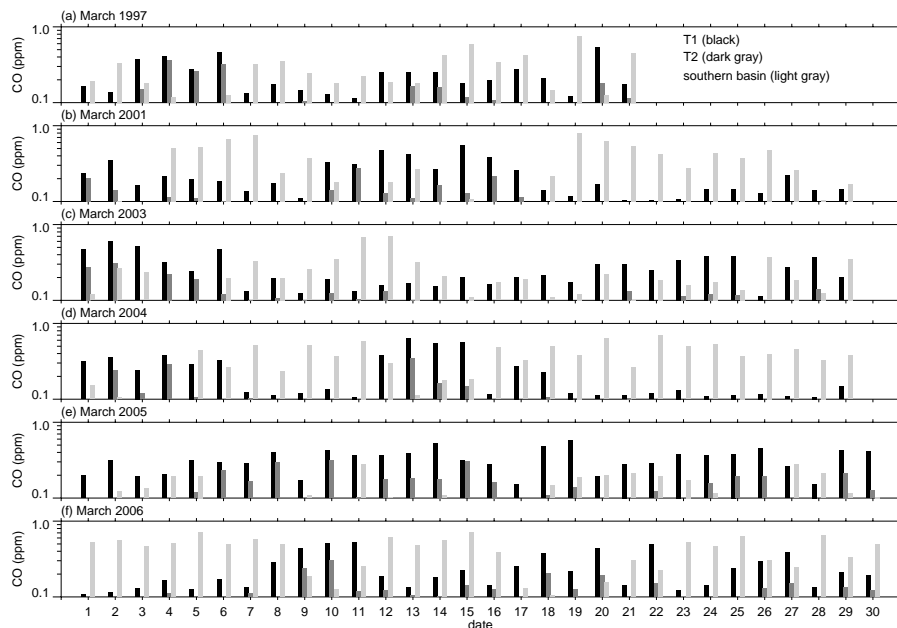 (a) March 1997
1.0
CO (ppm)
0.1
T1 (black)
T2 (dark gray)
southern basin (light gray)
(b) March 2001
1.0
CO (ppm)
0.1
(c) March 2003
1.0
CO (ppm)
0.1
(d) March 2004
1.0
CO (ppm)
0.1
(e) March 2005
1.0
CO (ppm)
0.1
(f) March 2006
1.0
CO (ppm)
0.1
1 2 3 4 5 6 7 8 9 10 11 12 13 14 15 16 17 18 19 20 21 22 23 24 25 26 27 28 29 30
date